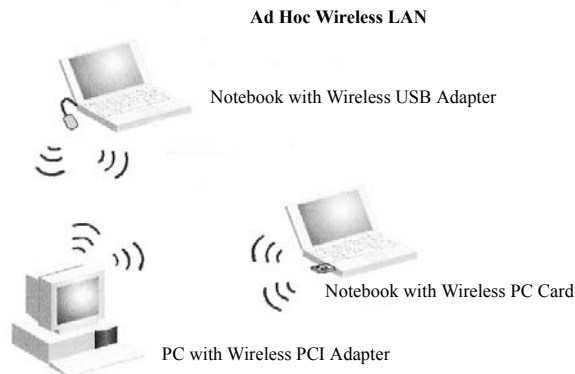 Ad Hoc Wireless LAN
Notebook with Wireless USB Adapter
Notebook with Wireless PC Card
PC with Wireless PCI Adapter